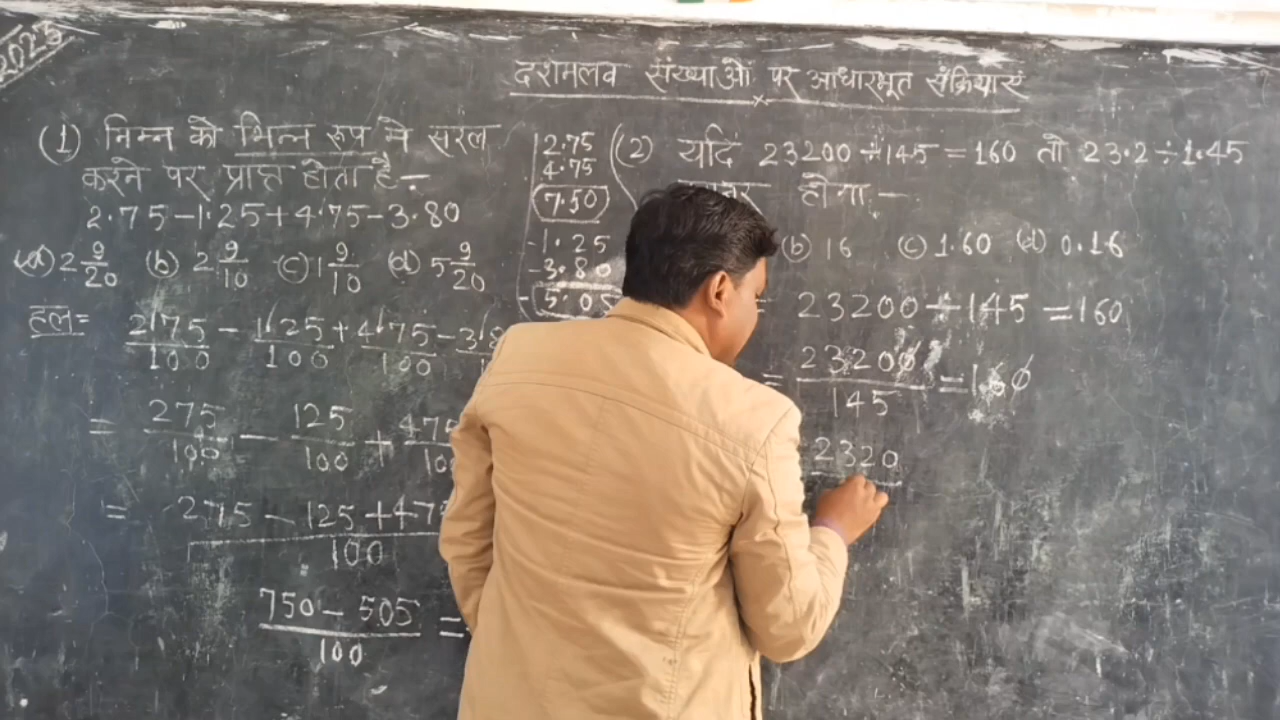 2023
दशमलव संख्याओं पर आधारभूत संक्रियाएं
(1) निम्न को भिन्न रूप मे सरल
करने पर प्राप्त होता है-
2.75-1.25+4.75-3.80
(a) 2 9/20 (b) 2 9/10 (c) 1 9/10 (d) 5 9/20
हल= 275/100 - 125/100 + 475/100 - 38
= 275/100 - 125/100 + 475/10
= 275 - 125 + 475 / 100
750 - 505 / 100 =
2.75
4.75
7.50
-1.25
-3.80
-5.05
(2) यदि 23200 ÷ 145 = 160 तो 23.2 ÷ 1.45
होगा-
(b) 16 (c) 1.60 (d) 0.16
= 23200 ÷ 145 = 160
= 23200/145 = 160
2320